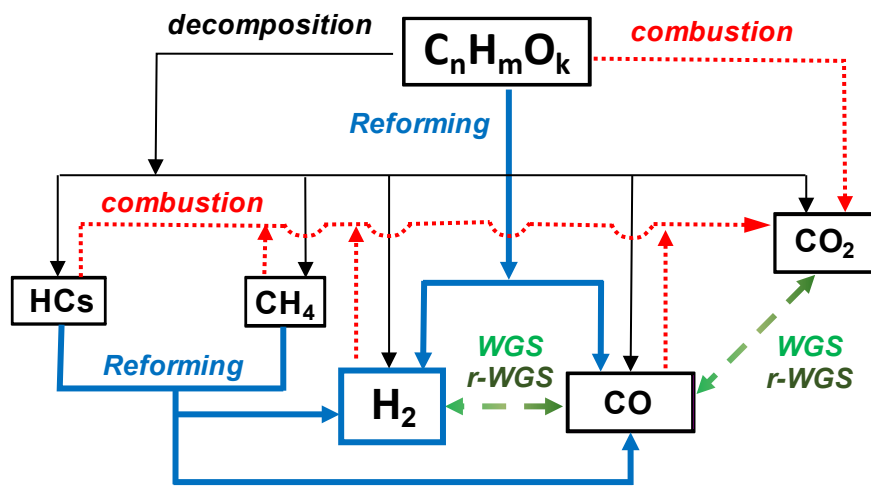 decomposition
CₙHₘOₖ
combustion
Reforming
combustion
CO₂
HCs
CH₄
WGS
r-WGS
WGS
r-WGS
Reforming
H₂
CO